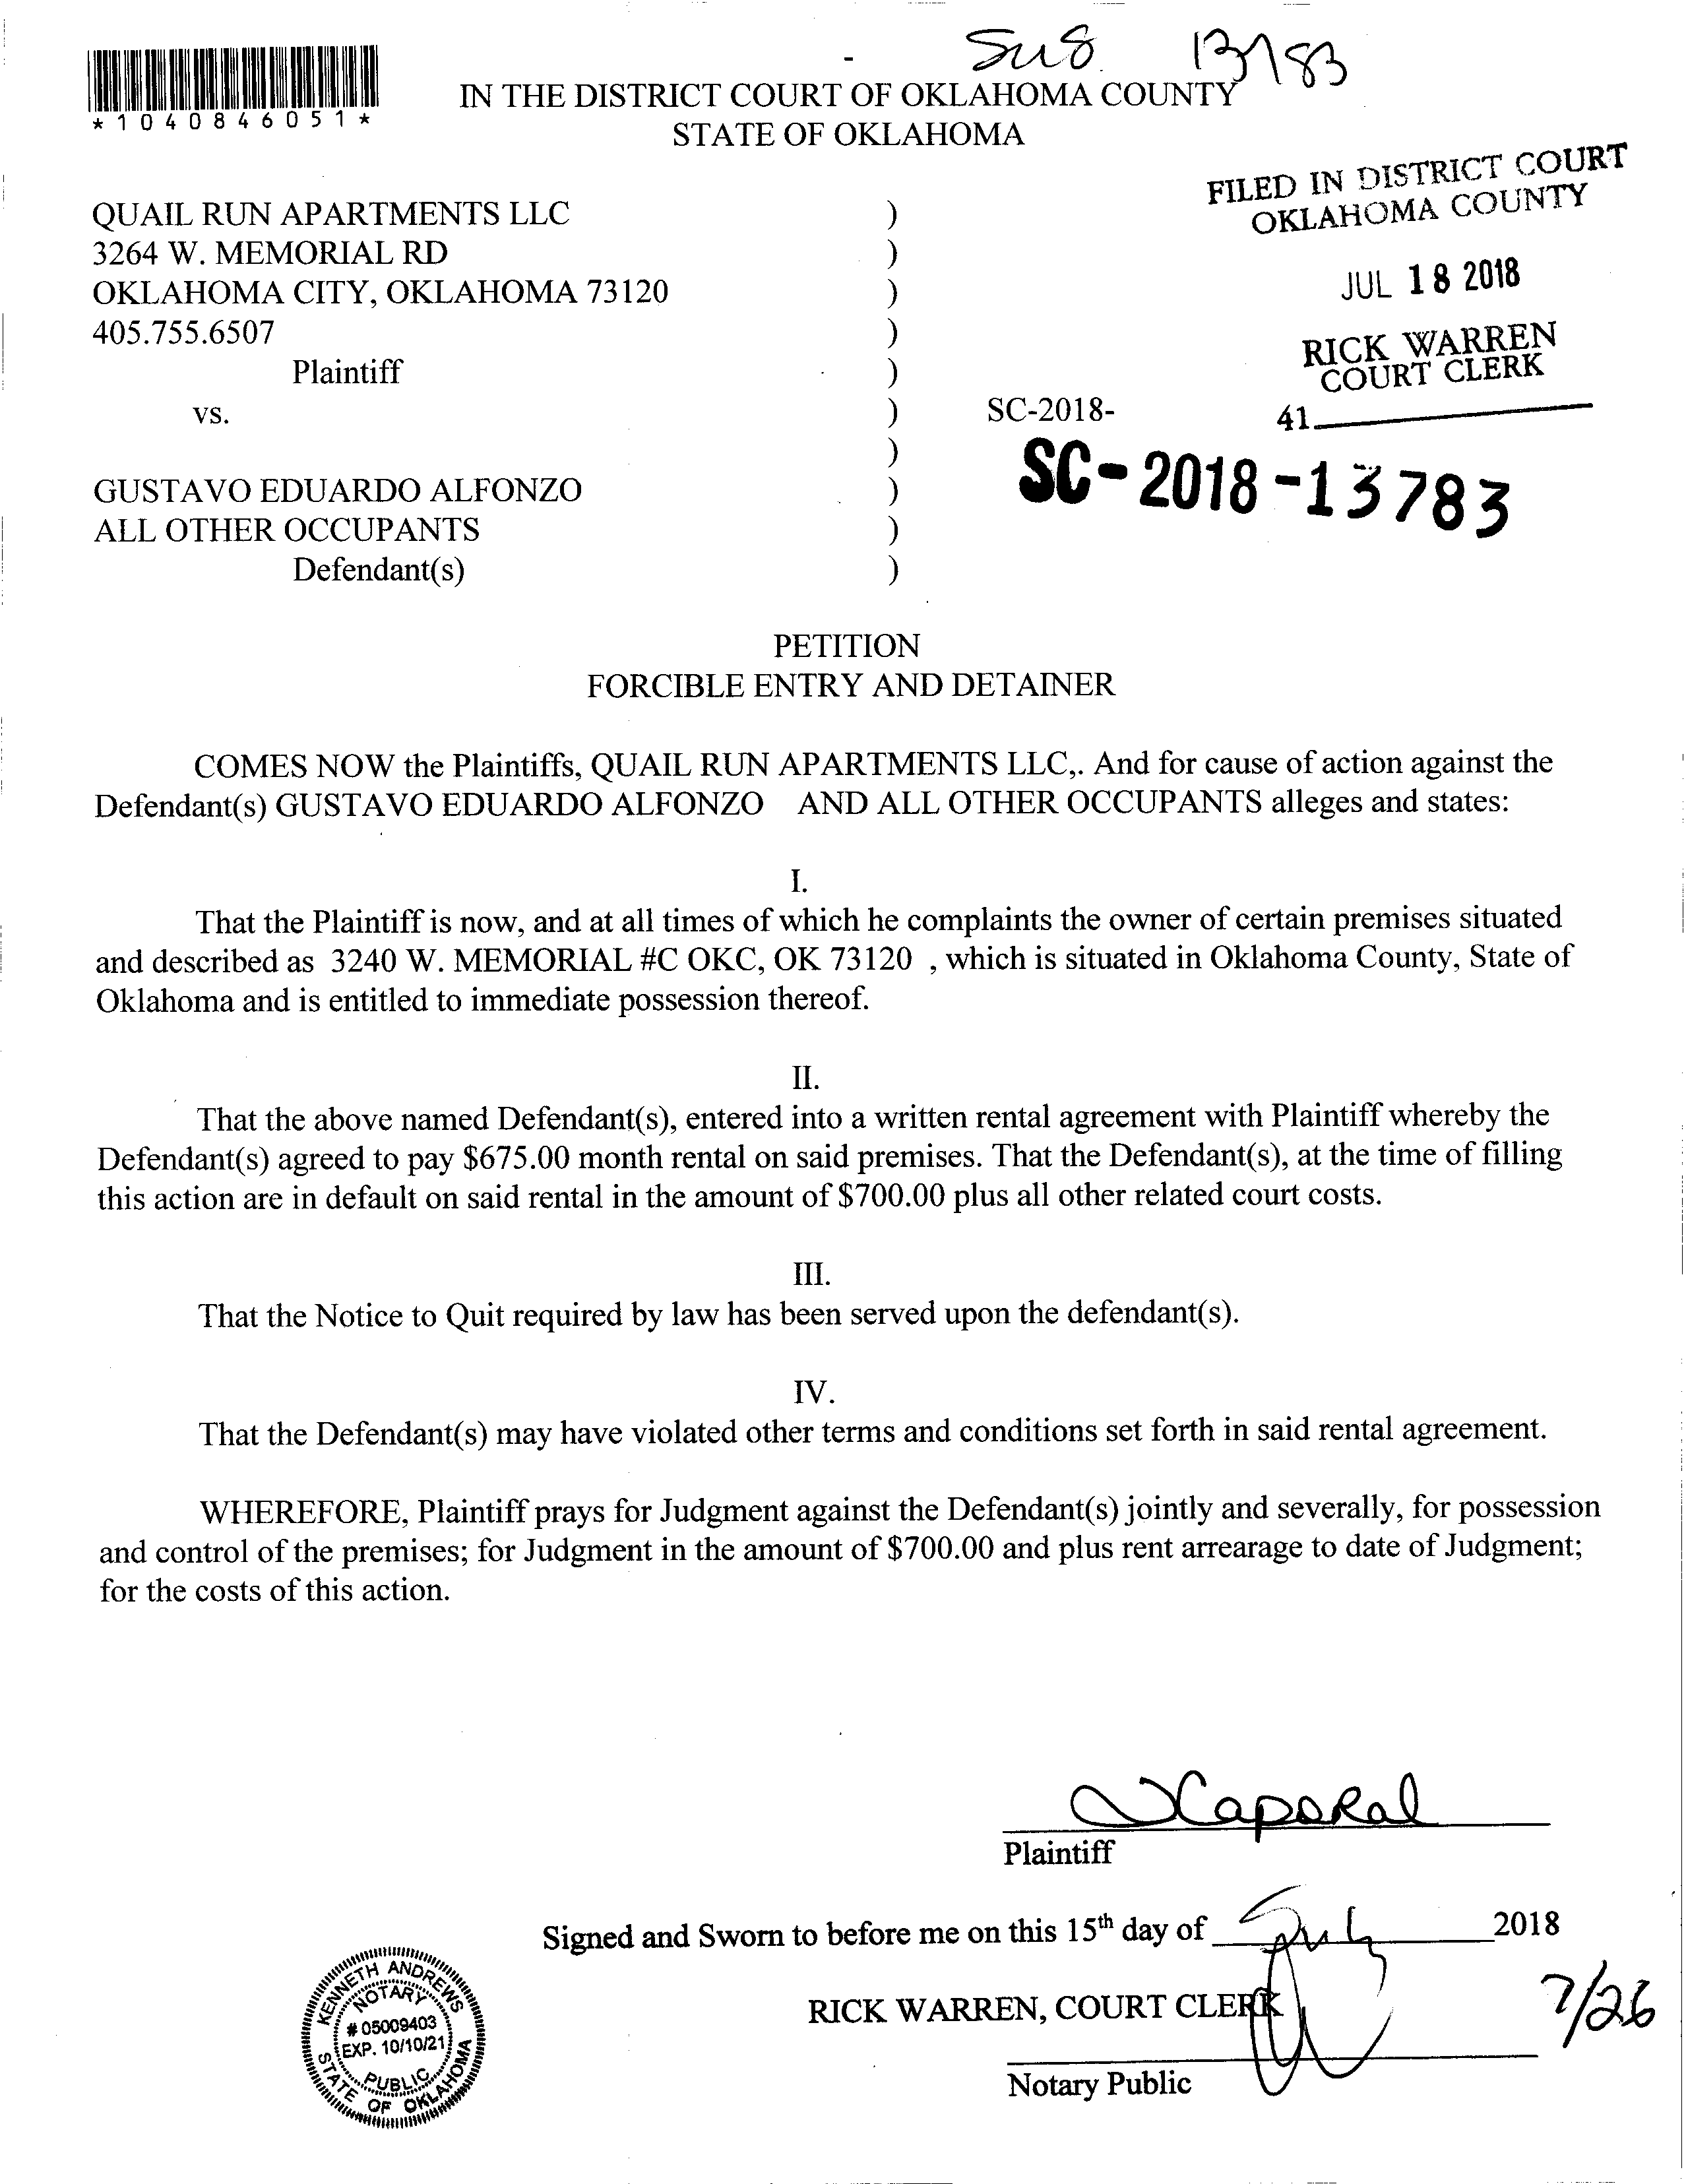 Sus 13783
*1040846051*
IN THE DISTRICT COURT OF OKLAHOMA COUNTY
STATE OF OKLAHOMA
FILED IN DISTRICT COURT
OKLAHOMA COUNTY
JUL 18 2018
RICK WARREN
COURT CLERK
41
QUAIL RUN APARTMENTS LLC )
3264 W. MEMORIAL RD )
OKLAHOMA CITY, OKLAHOMA 73120 )
405.755.6507 )
Plaintiff )
vs. ) SC-2018-
)
SC-2018-13783
GUSTAVO EDUARDO ALFONZO )
ALL OTHER OCCUPANTS )
Defendant(s) )
PETITION
FORCIBLE ENTRY AND DETAINER
COMES NOW the Plaintiffs, QUAIL RUN APARTMENTS LLC,. And for cause of action against the
Defendant(s) GUSTAVO EDUARDO ALFONZO AND ALL OTHER OCCUPANTS alleges and states:
I.
That the Plaintiff is now, and at all times of which he complaints the owner of certain premises situated
and described as 3240 W. MEMORIAL #C OKC, OK 73120 , which is situated in Oklahoma County, State of
Oklahoma and is entitled to immediate possession thereof.
II.
That the above named Defendant(s), entered into a written rental agreement with Plaintiff whereby the
Defendant(s) agreed to pay $675.00 month rental on said premises. That the Defendant(s), at the time of filling
this action are in default on said rental in the amount of $700.00 plus all other related court costs.
III.
That the Notice to Quit required by law has been served upon the defendant(s).
IV.
That the Defendant(s) may have violated other terms and conditions set forth in said rental agreement.
WHEREFORE, Plaintiff prays for Judgment against the Defendant(s) jointly and severally, for possession
and control of the premises; for Judgment in the amount of $700.00 and plus rent arrearage to date of Judgment;
for the costs of this action.
Caporal
Plaintiff
Signed and Sworn to before me on this 15th day of July 2018
RICK WARREN, COURT CLERK
7/26
Notary Public
KENNETH ANDREWS
NOTARY
# 05009403
EXP. 10/10/21
PUBLIC
STATE OF OKLAHOMA